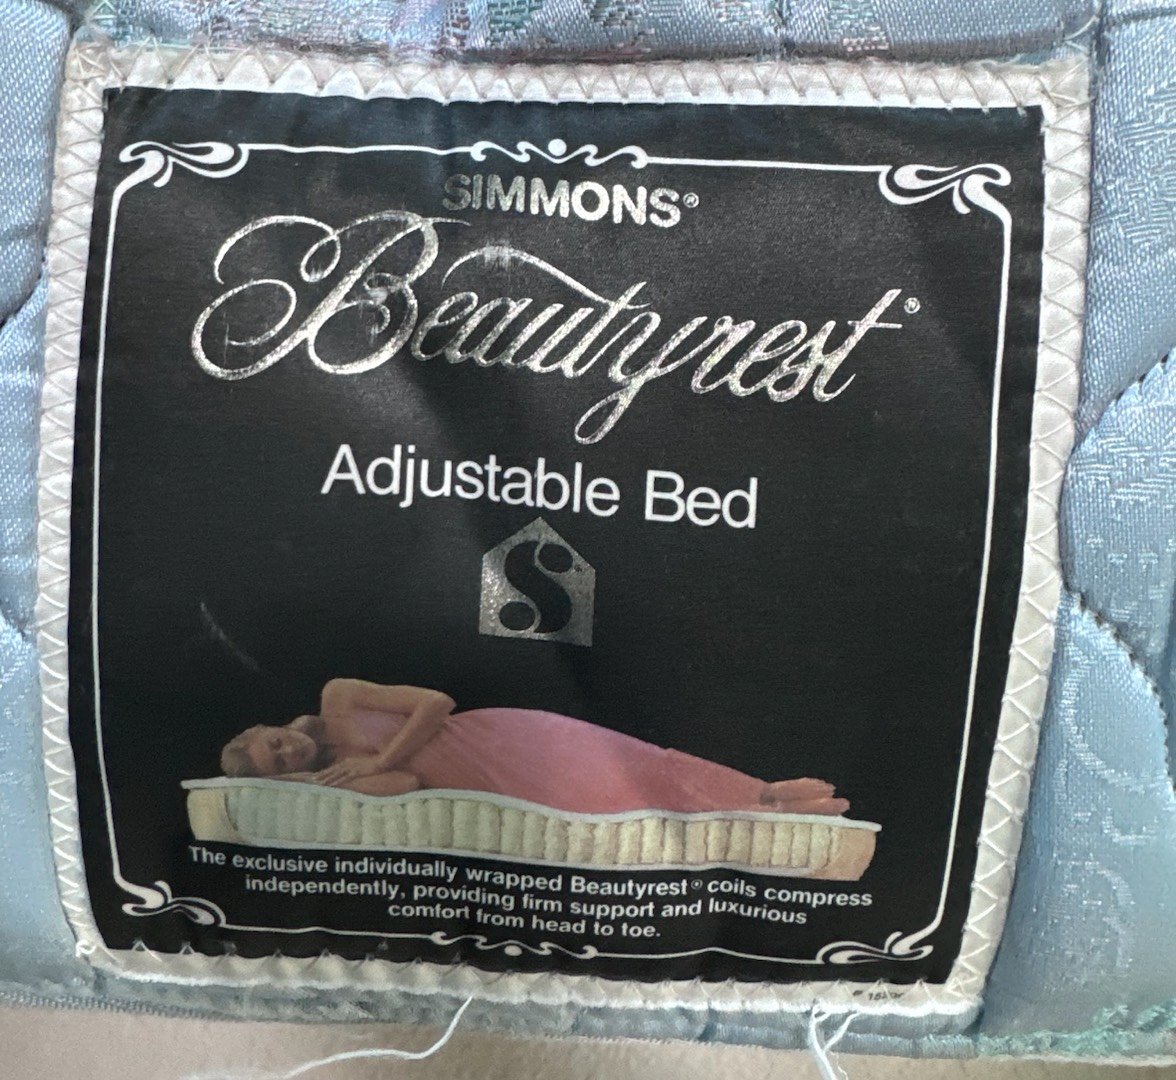 SIMMONS®
Beautyrest®
Adjustable Bed
S
The exclusive individually wrapped Beautyrest® coils compress
independently, providing firm support and luxurious
comfort from head to toe.